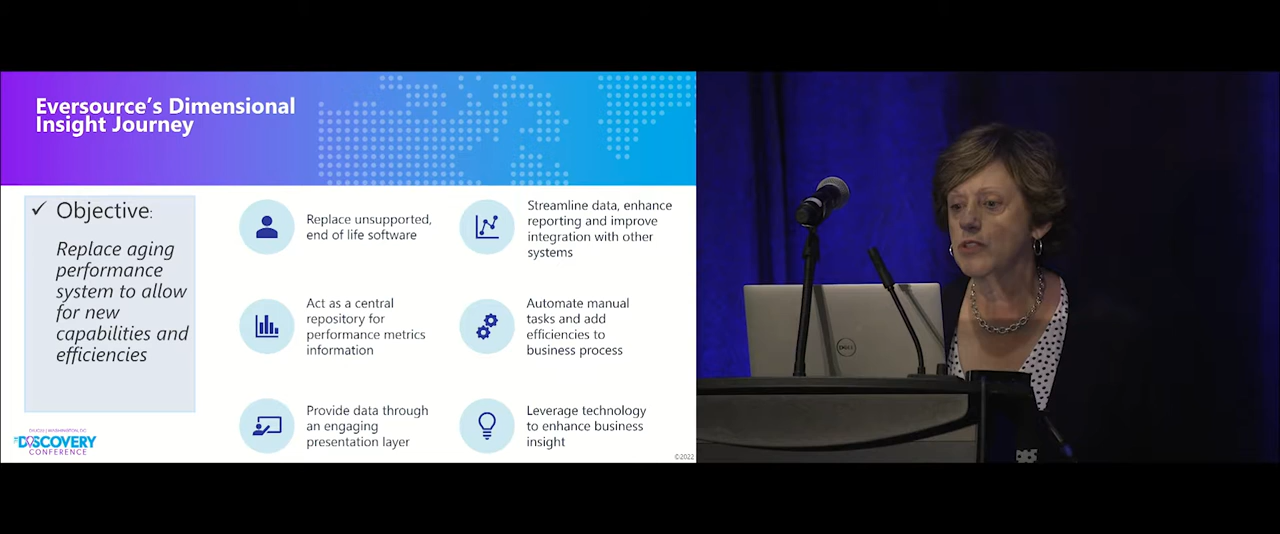 Eversource's Dimensional
Insight Journey
✓ Objective:
Replace aging
performance
system to allow
for new
capabilities and
efficiencies
Replace unsupported,
end of life software
Streamline data, enhance
reporting and improve
integration with other
systems
Act as a central
repository for
performance metrics
information
Automate manual
tasks and add
efficiencies to
business process
Provide data through
an engaging
presentation layer
Leverage technology
to enhance business
insight
DISCOVERY
CONFERENCE
©2022
DELL